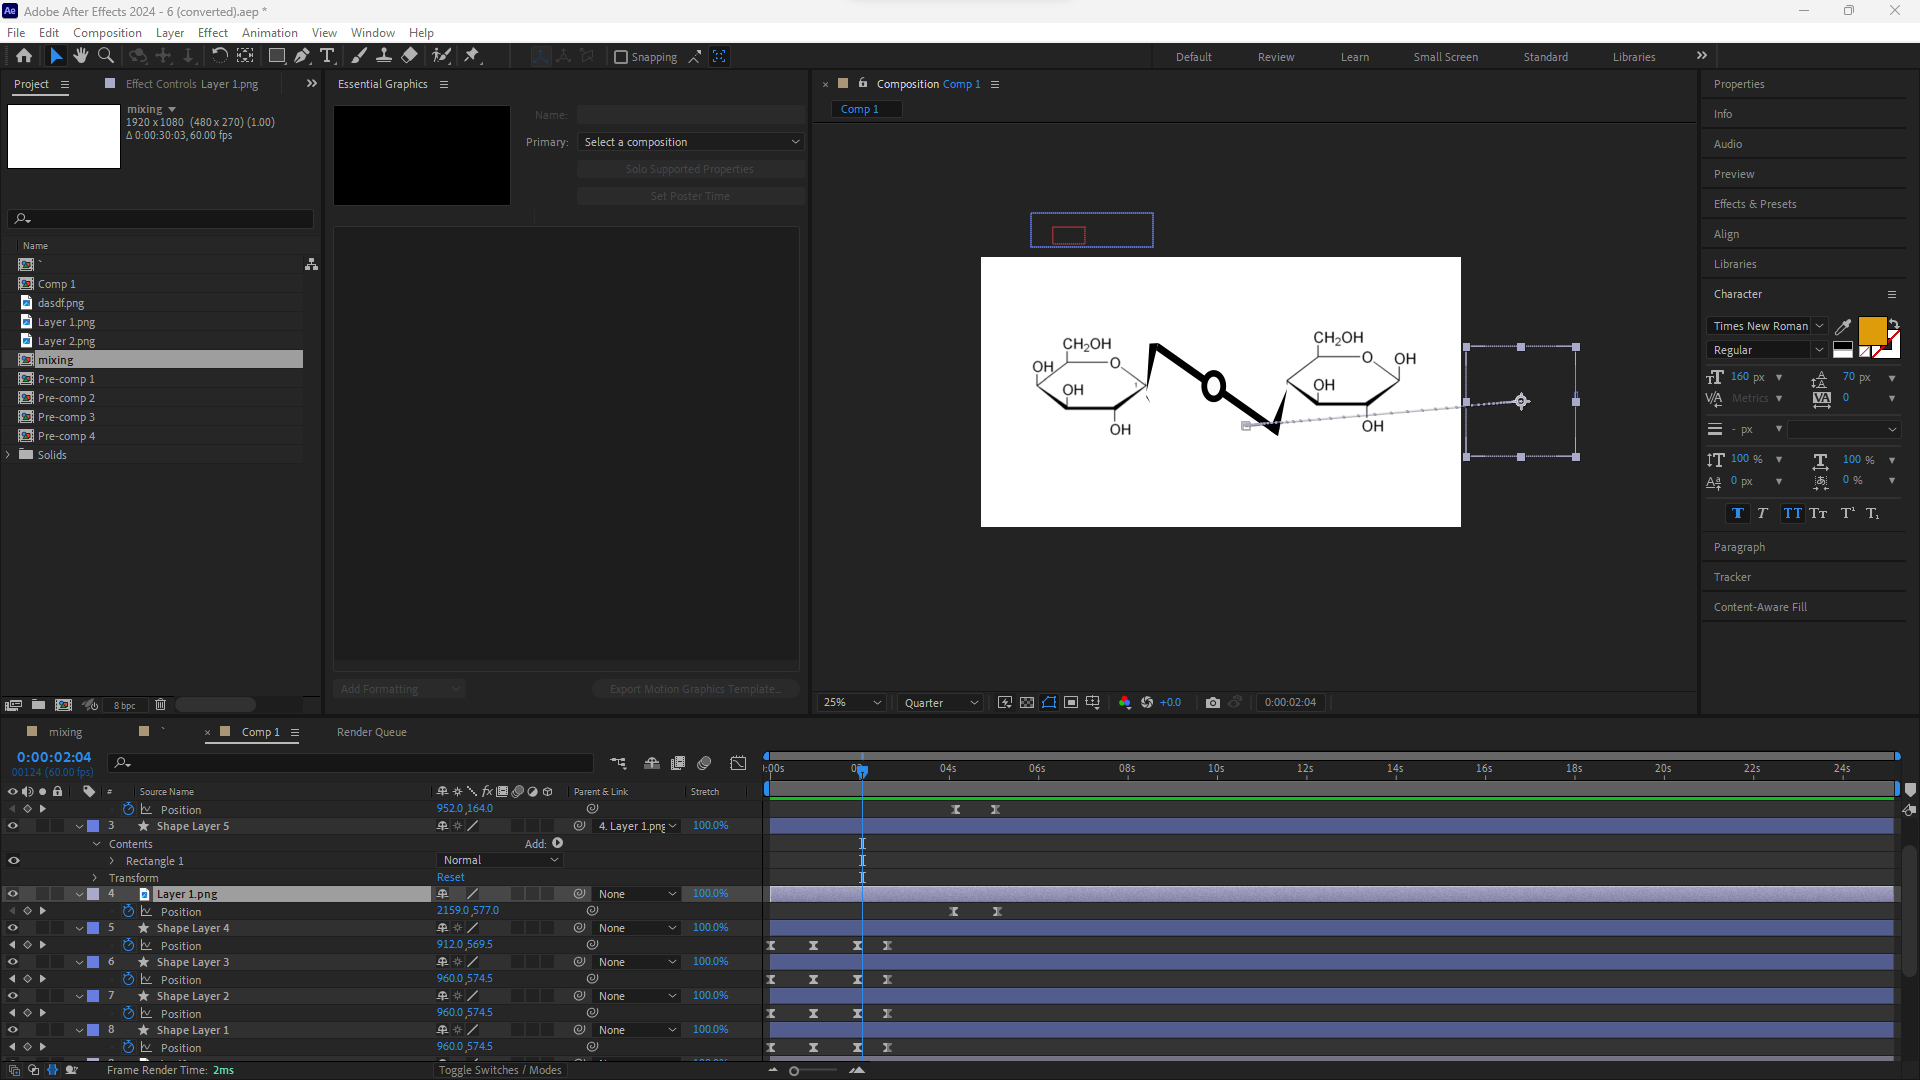 Adobe After Effects 2024 - 6 (converted).aep *
File Edit Composition Layer Effect Animation View Window Help
Snapping
Default Review Learn Small Screen Standard Libraries
Project
Effect Controls Layer 1.png
mixing
1920 x 1080 (480 x 270) (1.00)
Δ 0:00:30:03, 60.00 fps
Name
`
Comp 1
dasdf.png
Layer 1.png
Layer 2.png
mixing
Pre-comp 1
Pre-comp 2
Pre-comp 3
Pre-comp 4
Solids
8 bpc
Essential Graphics
Name:
Primary: Select a composition
Solo Supported Properties
Set Poster Time
Add Formatting
Export Motion Graphics Template...
Composition Comp 1
Comp 1
CH2OH
OH
O
OH
OH
1
CH2OH
O
OH
OH
OH
25%
Quarter
+0.0
0:00:02:04
Properties
Info
Audio
Preview
Effects & Presets
Align
Libraries
Character
Times New Roman
Regular
160 px
70 px
Metrics
0
- px
100 %
100 %
0 px
0 %
T T TT Tт T¹ T₁
Paragraph
Tracker
Content-Aware Fill
mixing
`
Comp 1
Render Queue
0:00:02:04
00124 (60.00 fps)
# Source Name
fx
Parent & Link
Stretch
:00s 04s 06s 08s 10s 12s 14s 16s 18s 20s 22s 24s
Position 952.0,164.0
3 Shape Layer 5 4. Layer 1.png 100.0%
Contents Add:
Rectangle 1 Normal
Transform Reset
4 Layer 1.png None 100.0%
Position 2159.0,577.0
5 Shape Layer 4 None 100.0%
Position 912.0,569.5
6 Shape Layer 3 None 100.0%
Position 960.0,574.5
7 Shape Layer 2 None 100.0%
Position 960.0,574.5
8 Shape Layer 1 None 100.0%
Position 960.0,574.5
Frame Render Time: 2ms
Toggle Switches / Modes